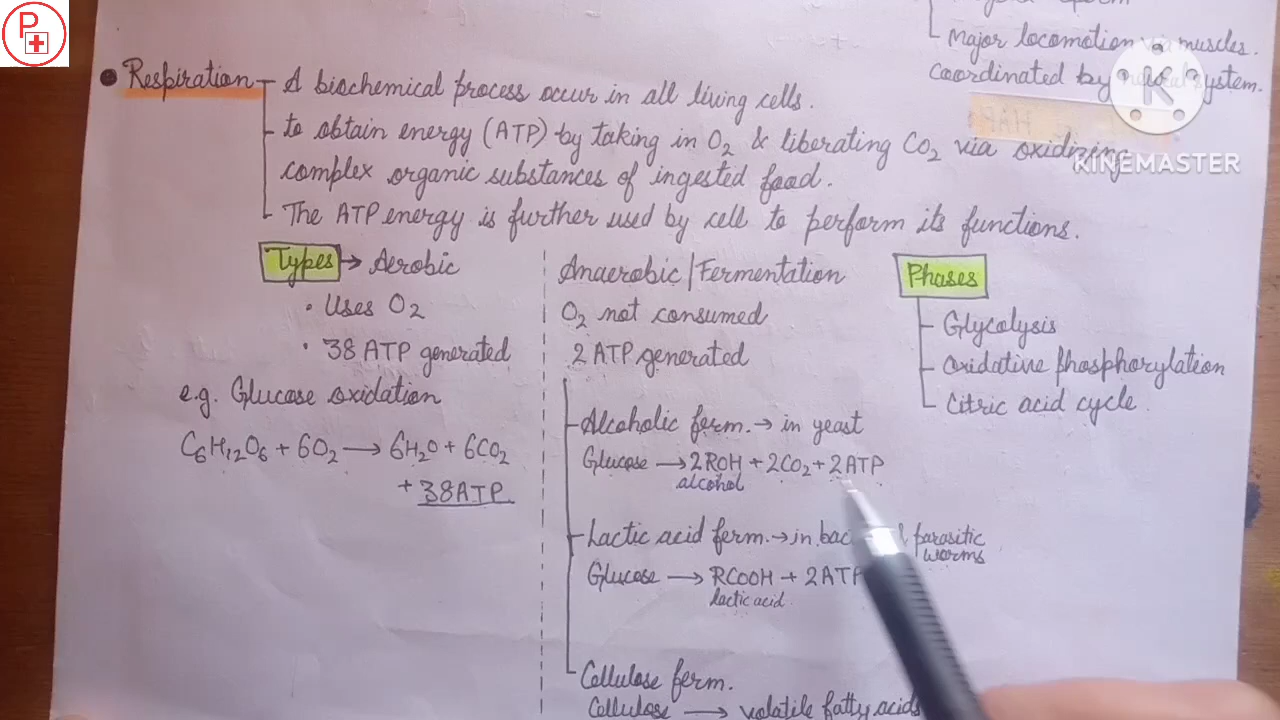 P
Major locomotion via muscles.
coordinated by system.
KINEMASTER
Respiration - A biochemical process occur in all living cells.
- to obtain energy (ATP) by taking in O2 & liberating CO2 via oxidizing
complex organic substances of ingested food.
- The ATP energy is further used by cell to perform its functions.
Types → Aerobic
• Uses O2
• 38 ATP generated
e.g. Glucose oxidation
C6H12O6 + 6O2 → 6H2O + 6CO2
+ 38ATP
Anaerobic / Fermentation
O2 not consumed
2 ATP generated
- Alcoholic ferm. → in yeast
Glucose → 2ROH + 2CO2 + 2ATP
alcohol
- Lactic acid ferm. → in parasitic
worms
Glucose → RCOOH + 2ATP
lactic acid
- Cellulose ferm.
Cellulose → volatile fatty acids
Phases
- Glycolysis
- Oxidative phosphorylation
- Citric acid cycle.